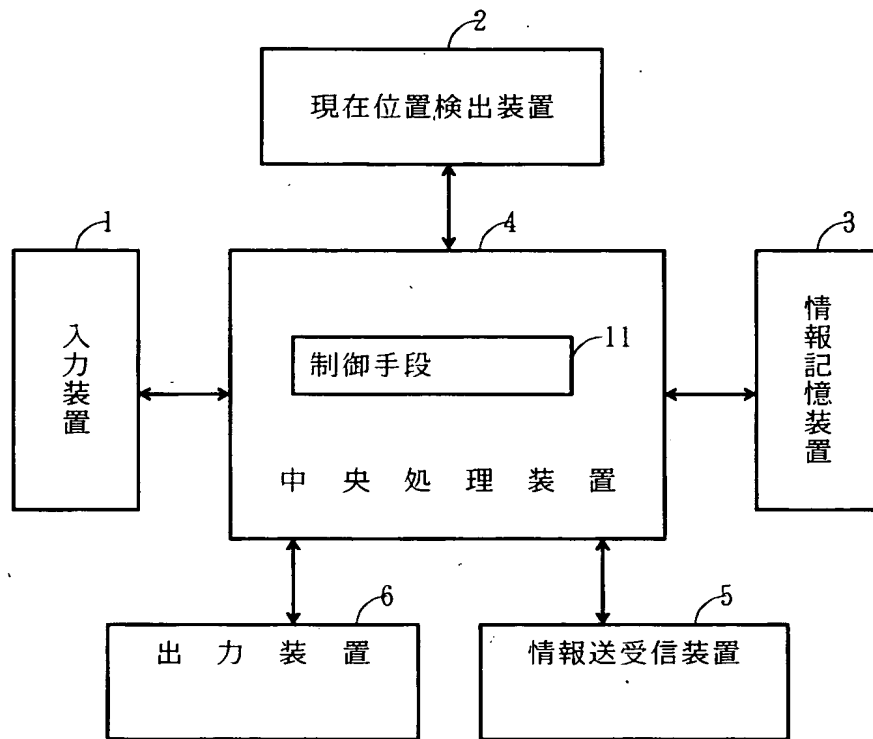 2
現在位置検出装置
1
入力装置
4
制御手段
11
中央処理装置
3
情報記憶装置
6
出力装置
5
情報送受信装置